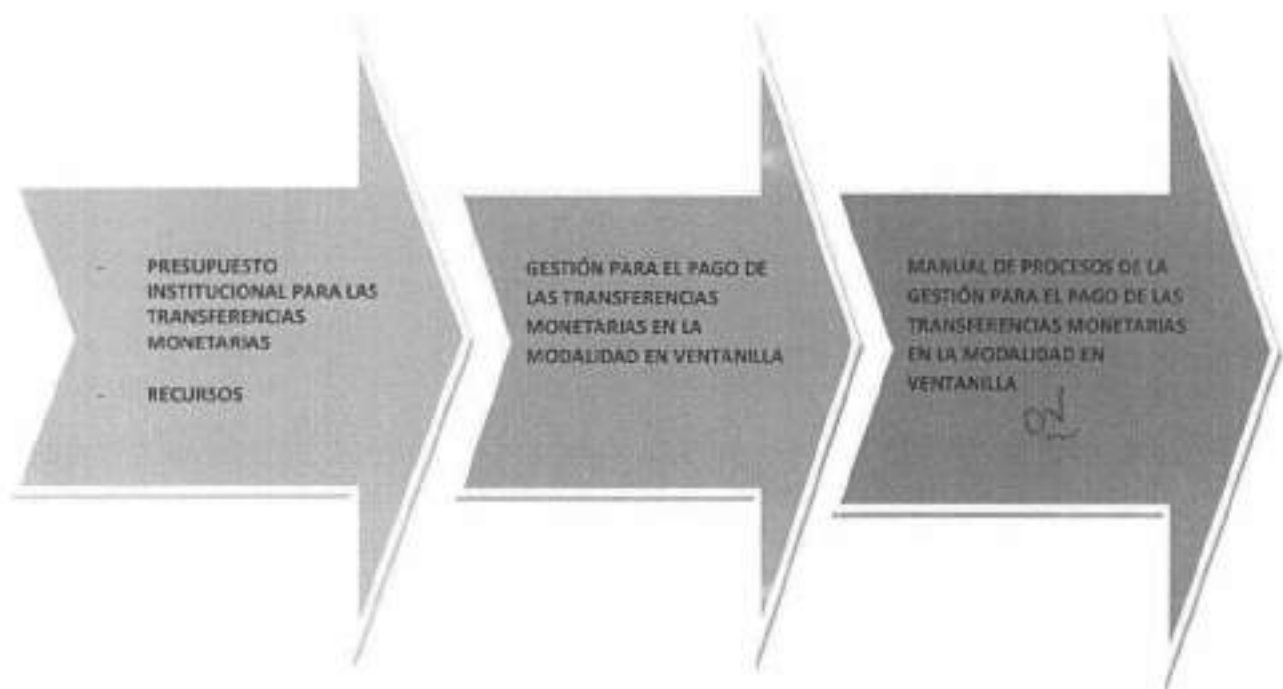 - PRESUPUESTO
INSTITUCIONAL PARA LAS
TRANSFERENCIAS
MONETARIAS
- RECURSOS
GESTIÓN PARA EL PAGO DE
LAS TRANSFERENCIAS
MONETARIAS EN LA
MODALIDAD EN VENTANILLA
MANUAL DE PROCESOS DE LA
GESTIÓN PARA EL PAGO DE LAS
TRANSFERENCIAS MONETARIAS
EN LA MODALIDAD EN
VENTANILLA